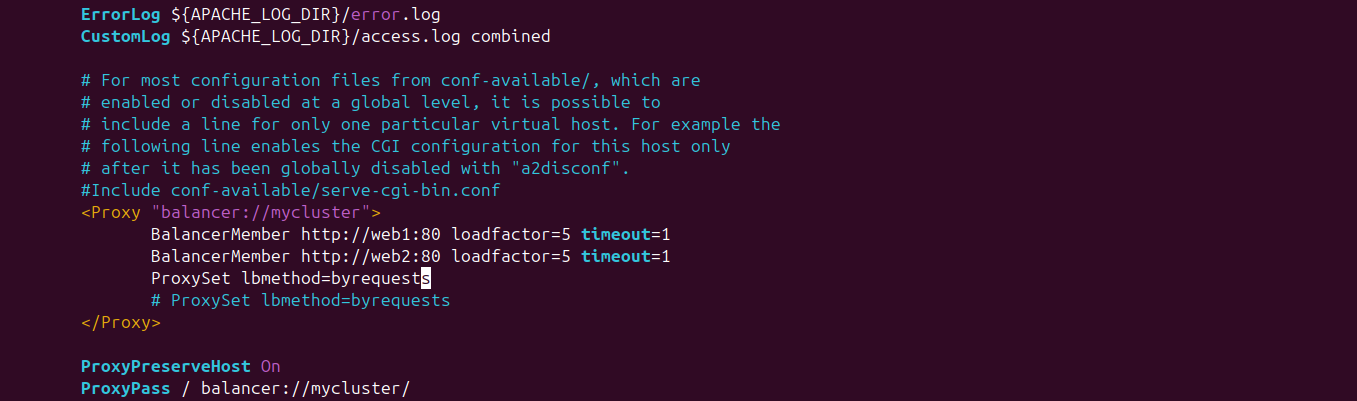 ErrorLog ${APACHE_LOG_DIR}/error.log
CustomLog ${APACHE_LOG_DIR}/access.log combined
# For most configuration files from conf-available/, which are
# enabled or disabled at a global level, it is possible to
# include a line for only one particular virtual host. For example the
# following line enables the CGI configuration for this host only
# after it has been globally disabled with "a2disconf".
#Include conf-available/serve-cgi-bin.conf
<Proxy "balancer://mycluster">
BalancerMember http://web1:80 loadfactor=5 timeout=1
BalancerMember http://web2:80 loadfactor=5 timeout=1
ProxySet lbmethod=byrequests
# ProxySet lbmethod=byrequests
</Proxy>
ProxyPreserveHost On
ProxyPass / balancer://mycluster/